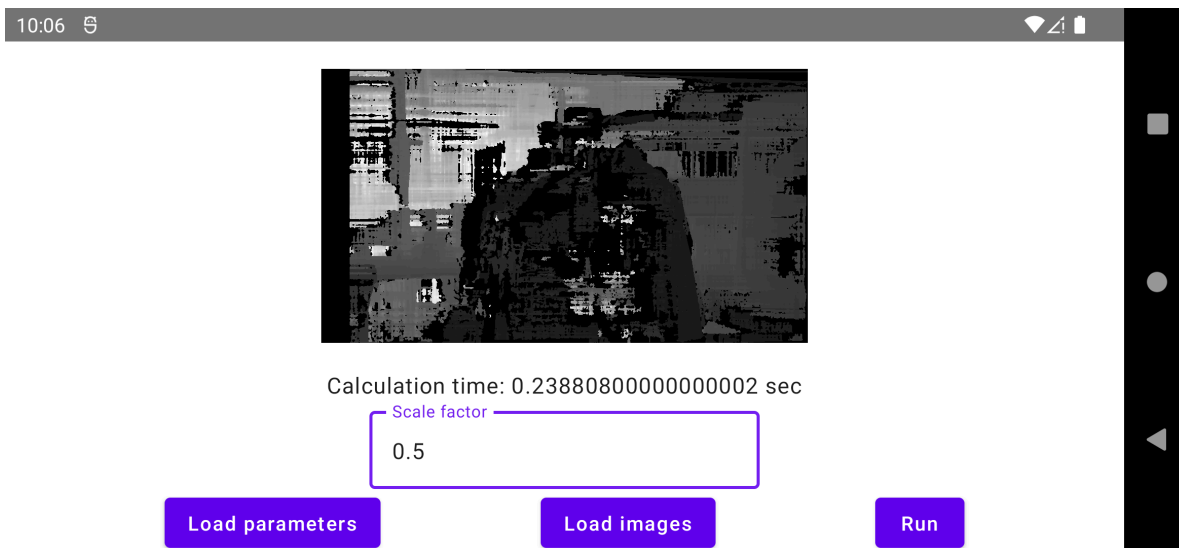 10:06
Calculation time: 0.23880800000000002 sec
Scale factor
0.5
Load parameters
Load images
Run